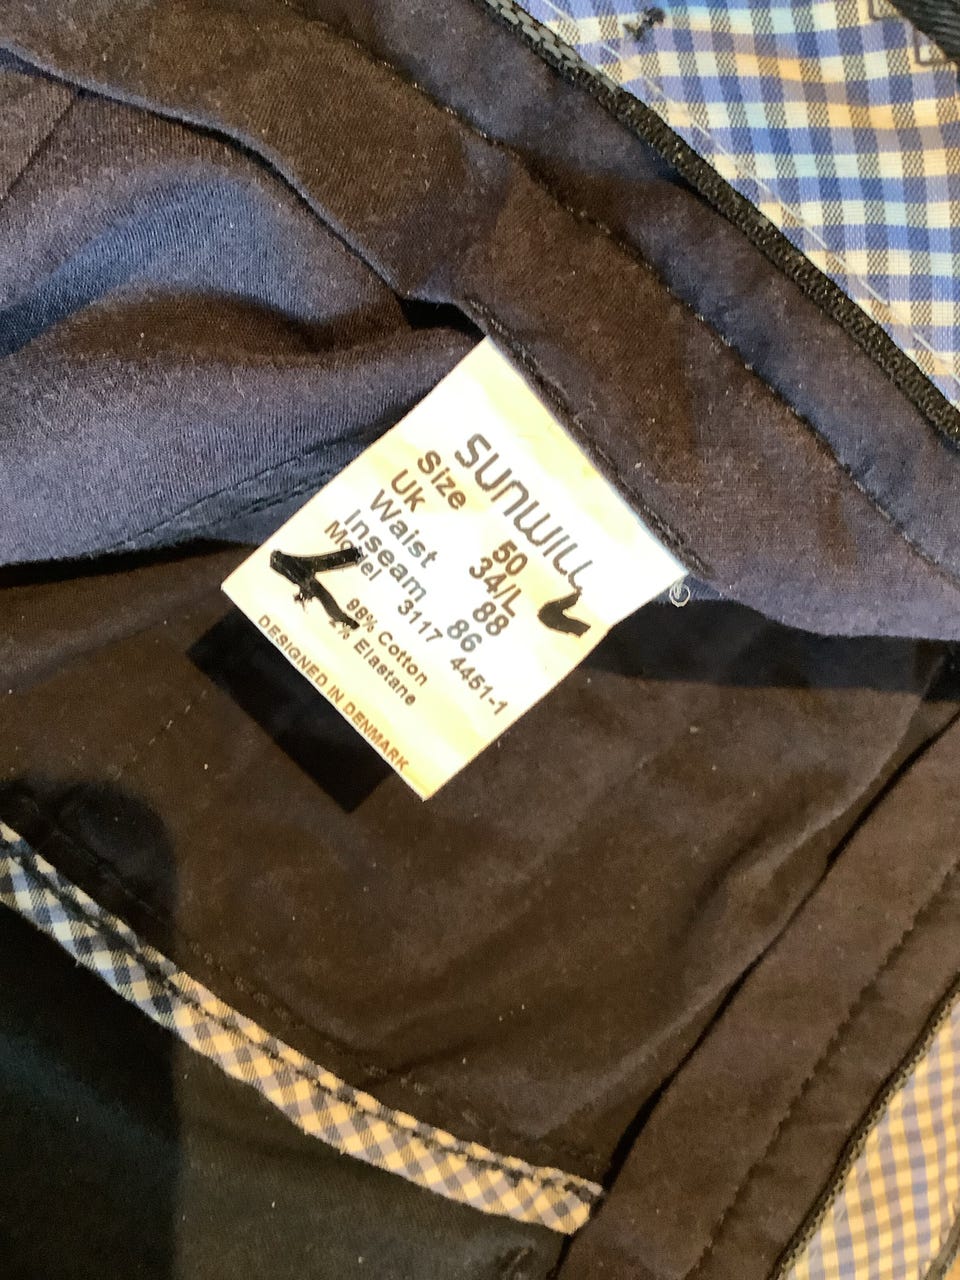 SUNWILL
Size 50
Uk 34/L
Waist 88
Inseam 86
Model 3117 4451-1
98% Cotton
2% Elastane
DESIGNED IN DENMARK